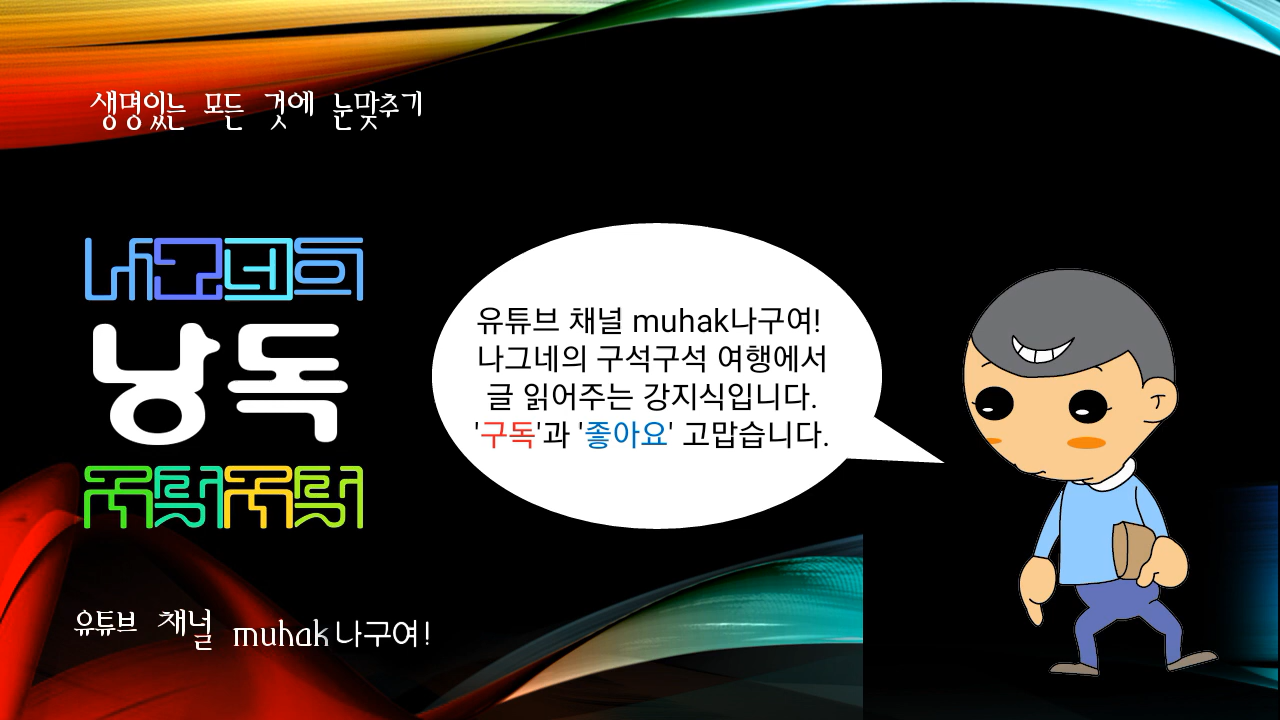 생명있는 모든 것에 눈맞추기
나그네의
낭독
유튜브 채널 muhak나구여!
나그네의 구석구석 여행에서
글 읽어주는 강지식입니다.
'구독'과 '좋아요' 고맙습니다.
유튜브 채널 muhak나구여!